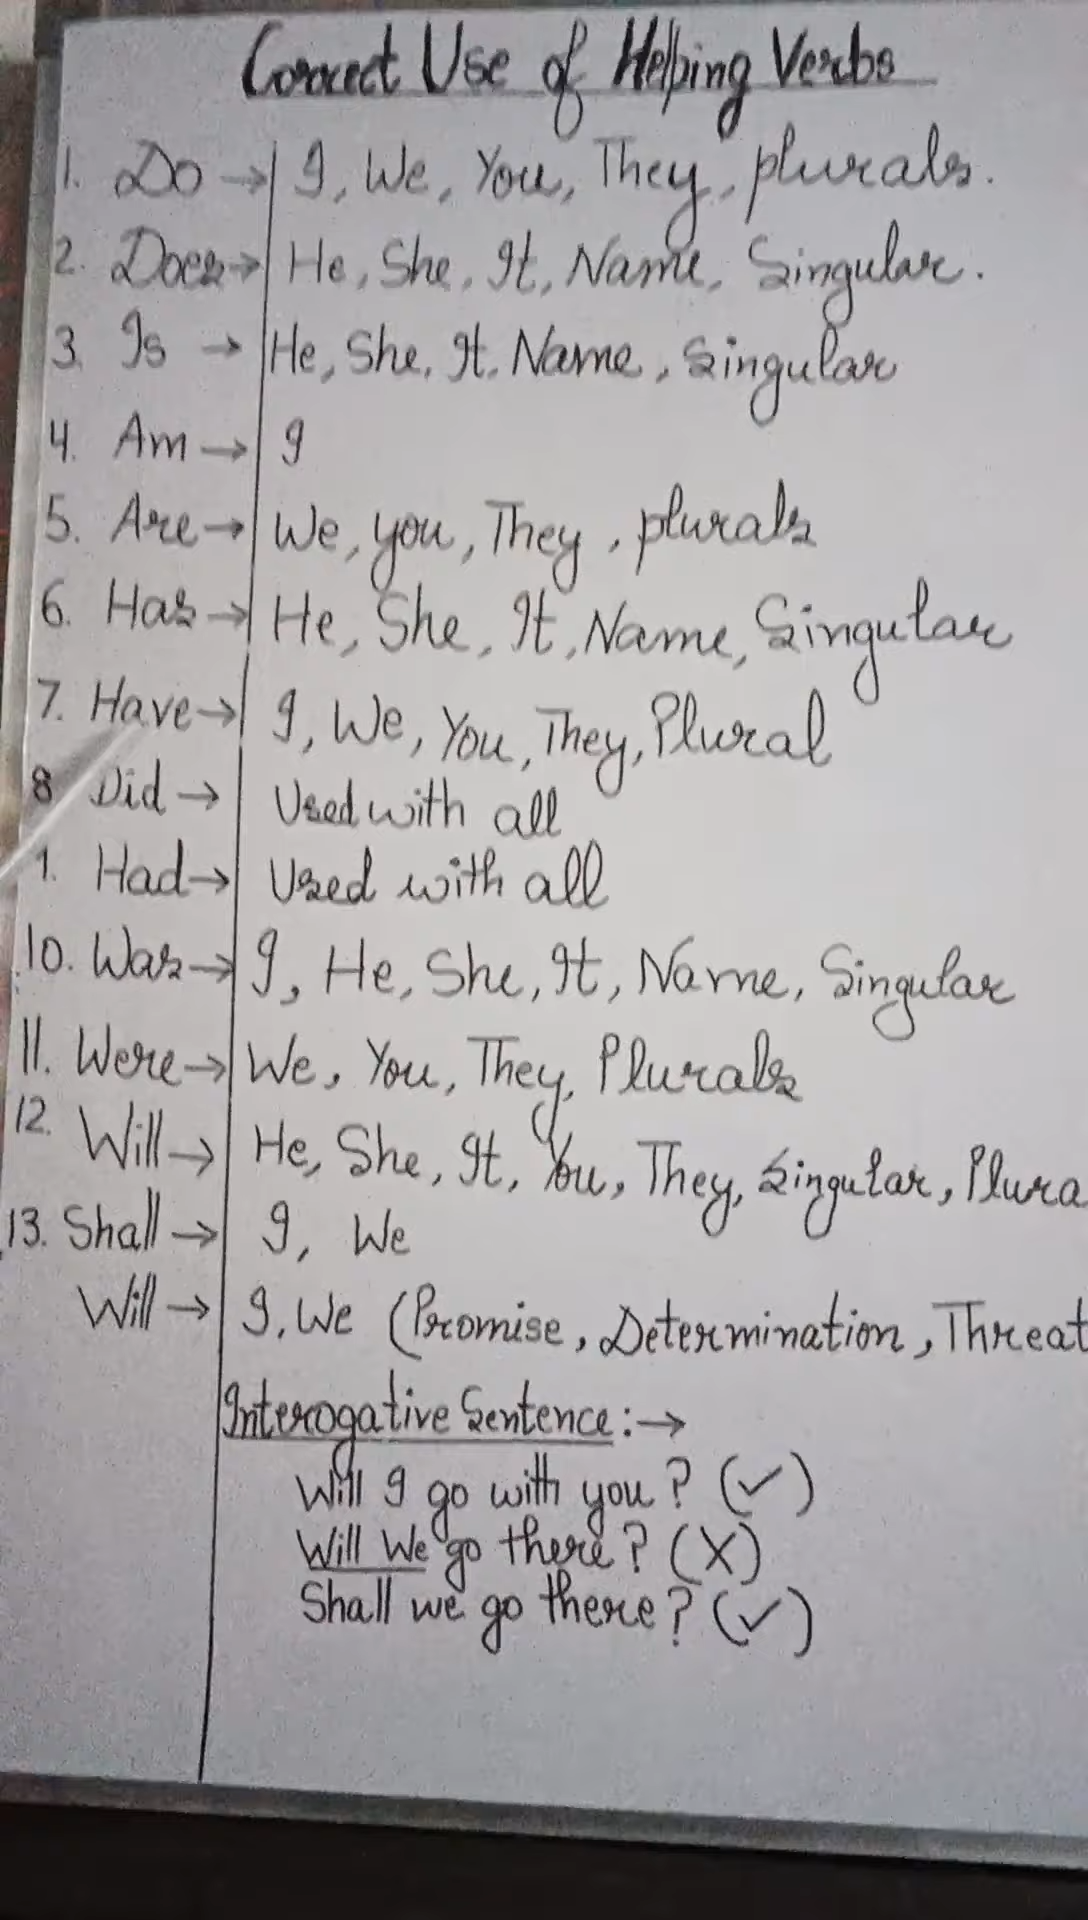 Correct Use of Helping Verbs
1. Do → I, We, You, They, plurals.
2. Does → He, She, It, Name, Singular.
3. Is → He, She, It, Name, Singular
4. Am → I
5. Are → We, you, They, plurals
6. Has → He, She, It, Name, Singular
7. Have → I, We, You, They, Plural
8 Did → Used with all
9. Had → Used with all
10. Was → I, He, She, It, Name, Singular
11. Were → We, You, They, Plurals
12. Will → He, She, It, You, They, Singular, Plura
13. Shall → I, We
Will → I, We (Promise, Determination, Threat
Interogative Sentence :→
Will I go with you? (✓)
Will We go there? (X)
Shall we go there? (✓)